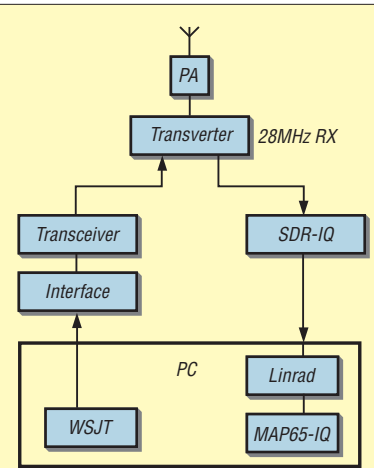 PA
Transverter
28MHz RX
Transceiver
SDR-IQ
Interface
PC
Linrad
WSJT
MAP65-IQ